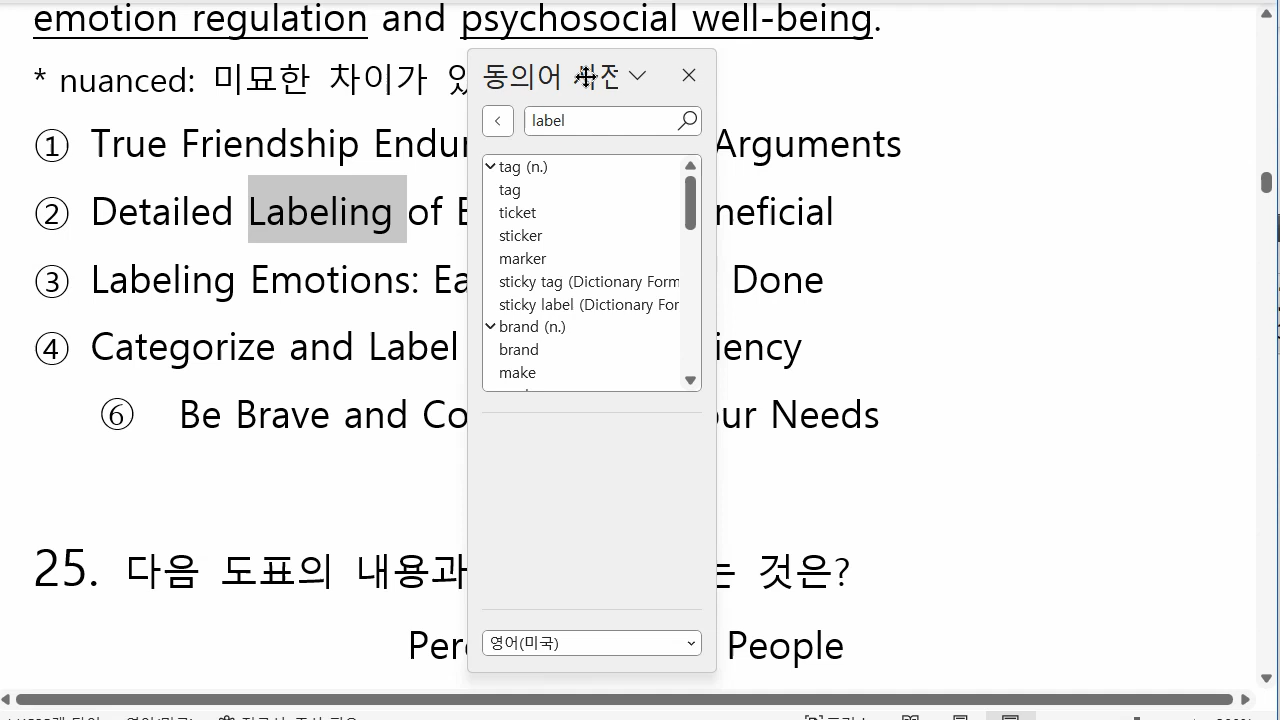 emotion regulation and psychosocial well-being.
* nuanced: 미묘한 차이가 있
① True Friendship Endur Arguments
② Detailed Labeling of E neficial
③ Labeling Emotions: Ea Done
④ Categorize and Label iency
⑥ Be Brave and Co ur Needs
25. 다음 도표의 내용과 는 것은?
Perc People
동의어 사전
label
tag (n.)
tag
ticket
sticker
marker
sticky tag (Dictionary Form
sticky label (Dictionary For
brand (n.)
brand
make
영어(미국)